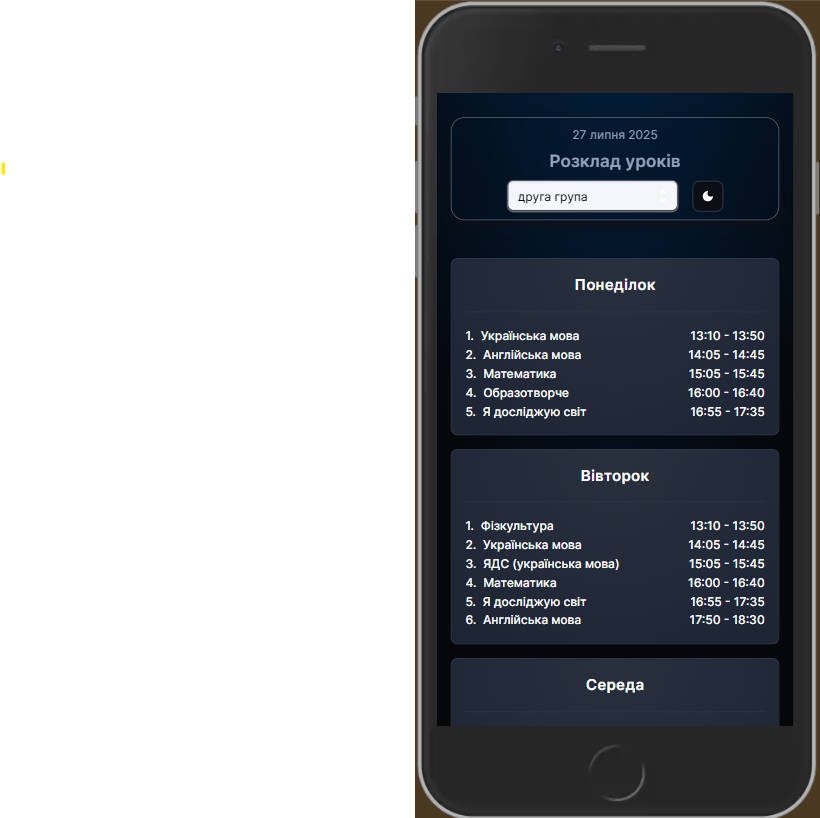 27 липня 2025
Розклад уроків
друга група
Понеділок
1. Українська мова 13:10 - 13:50
2. Англійська мова 14:05 - 14:45
3. Математика 15:05 - 15:45
4. Образотворче 16:00 - 16:40
5. Я досліджую світ 16:55 - 17:35
Вівторок
1. Фізкультура 13:10 - 13:50
2. Українська мова 14:05 - 14:45
3. ЯДС (українська мова) 15:05 - 15:45
4. Математика 16:00 - 16:40
5. Я досліджую світ 16:55 - 17:35
6. Англійська мова 17:50 - 18:30
Середа